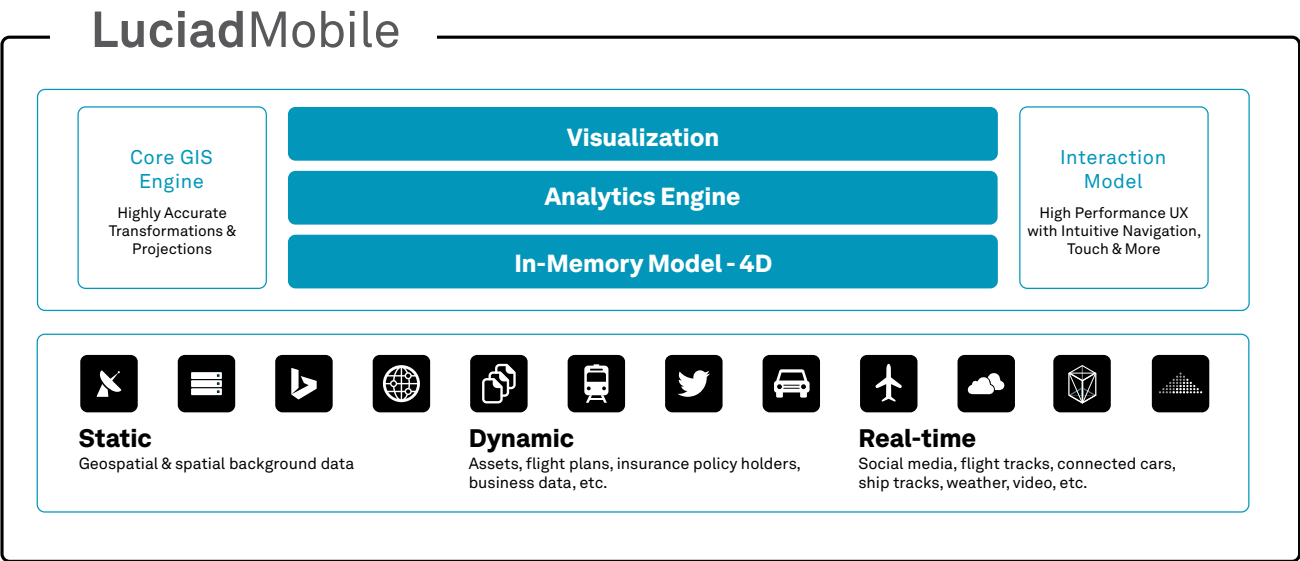 LuciadMobile
Core GIS
Engine
Highly Accurate
Transformations &
Projections
Visualization
Analytics Engine
In-Memory Model - 4D
Interaction
Model
High Performance UX
with Intuitive Navigation,
Touch & More
Static
Geospatial & spatial background data
Dynamic
Assets, flight plans, insurance policy holders,
business data, etc.
Real-time
Social media, flight tracks, connected cars,
ship tracks, weather, video, etc.